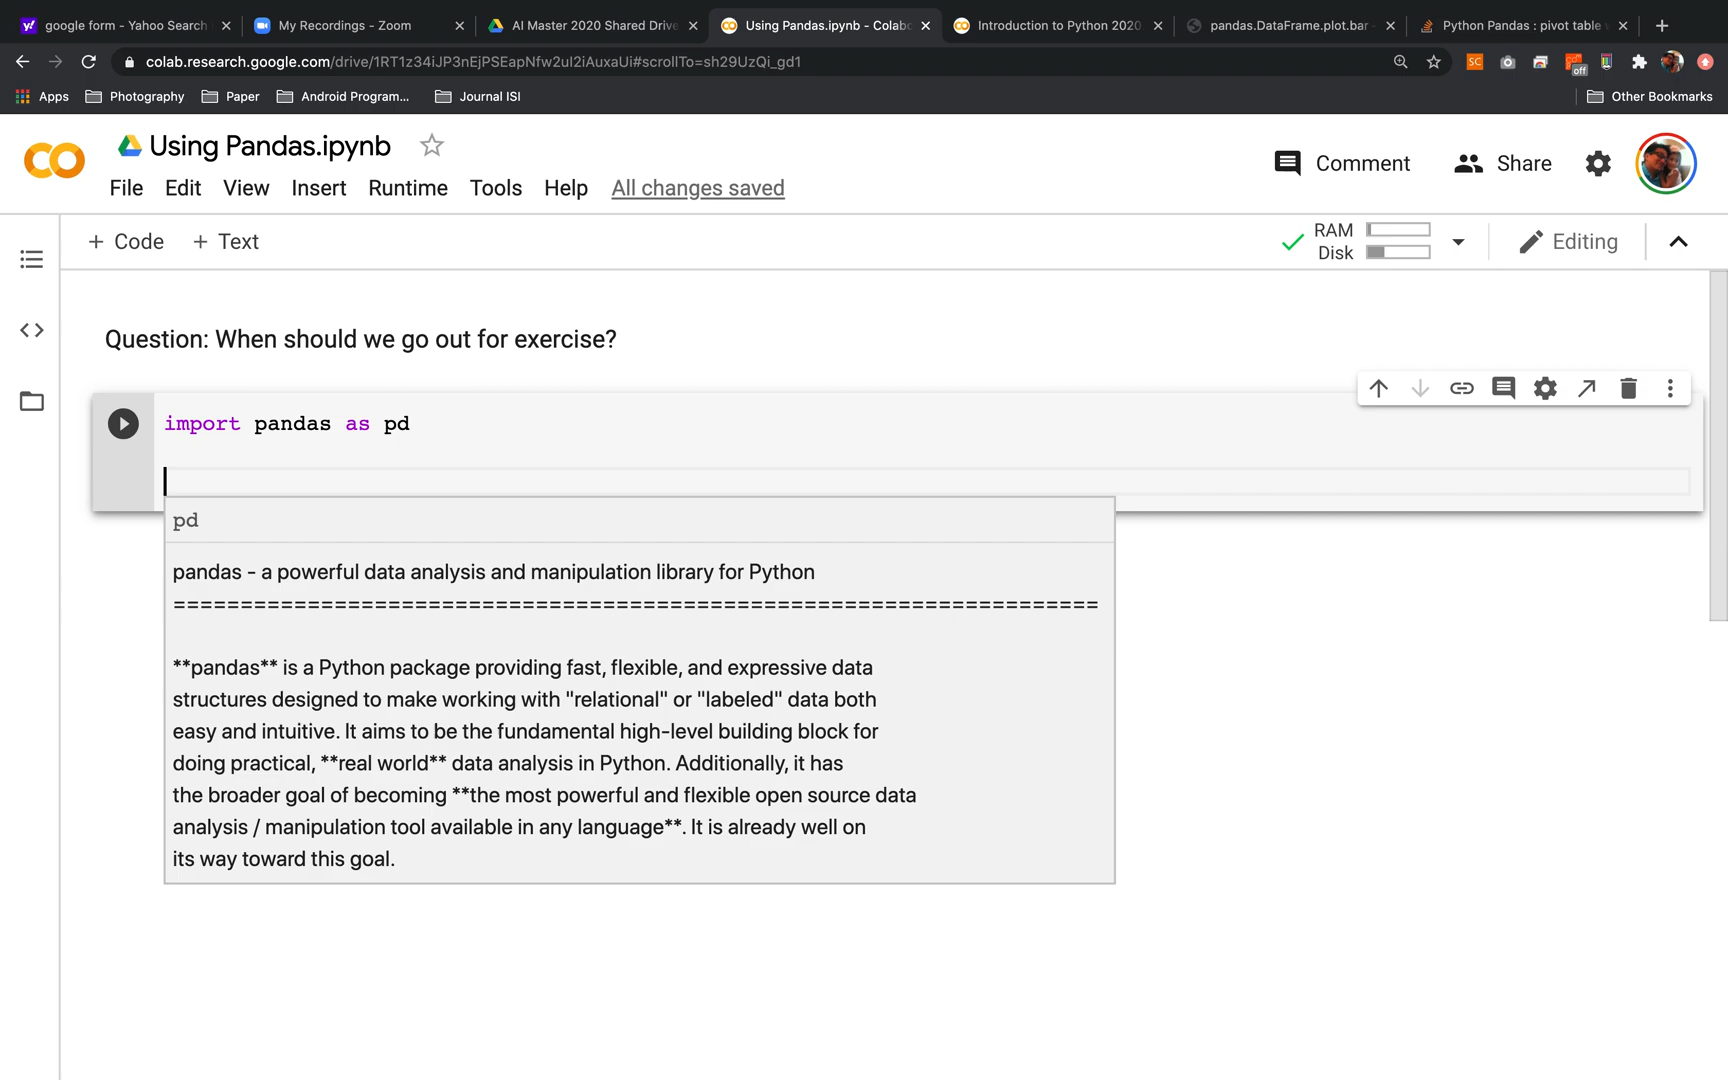 google form - Yahoo Search
My Recordings - Zoom
AI Master 2020 Shared Drive
Using Pandas.ipynb - Colabo
Introduction to Python 2020
pandas.DataFrame.plot.bar -
Python Pandas : pivot table
colab.research.google.com/drive/1RT1z34iJP3nEjPSEapNfw2uI2iAuxaUi#scrollTo=sh29UzQi_gd1
SC
off
Apps
Photography
Paper
Android Program...
Journal ISI
Other Bookmarks
Using Pandas.ipynb
Comment
Share
File Edit View Insert Runtime Tools Help All changes saved
+ Code + Text
RAM
Disk
Editing
Question: When should we go out for exercise?
import pandas as pd
pd
pandas - a powerful data analysis and manipulation library for Python
=====================================================================
**pandas** is a Python package providing fast, flexible, and expressive data
structures designed to make working with "relational" or "labeled" data both
easy and intuitive. It aims to be the fundamental high-level building block for
doing practical, **real world** data analysis in Python. Additionally, it has
the broader goal of becoming **the most powerful and flexible open source data
analysis / manipulation tool available in any language**. It is already well on
its way toward this goal.